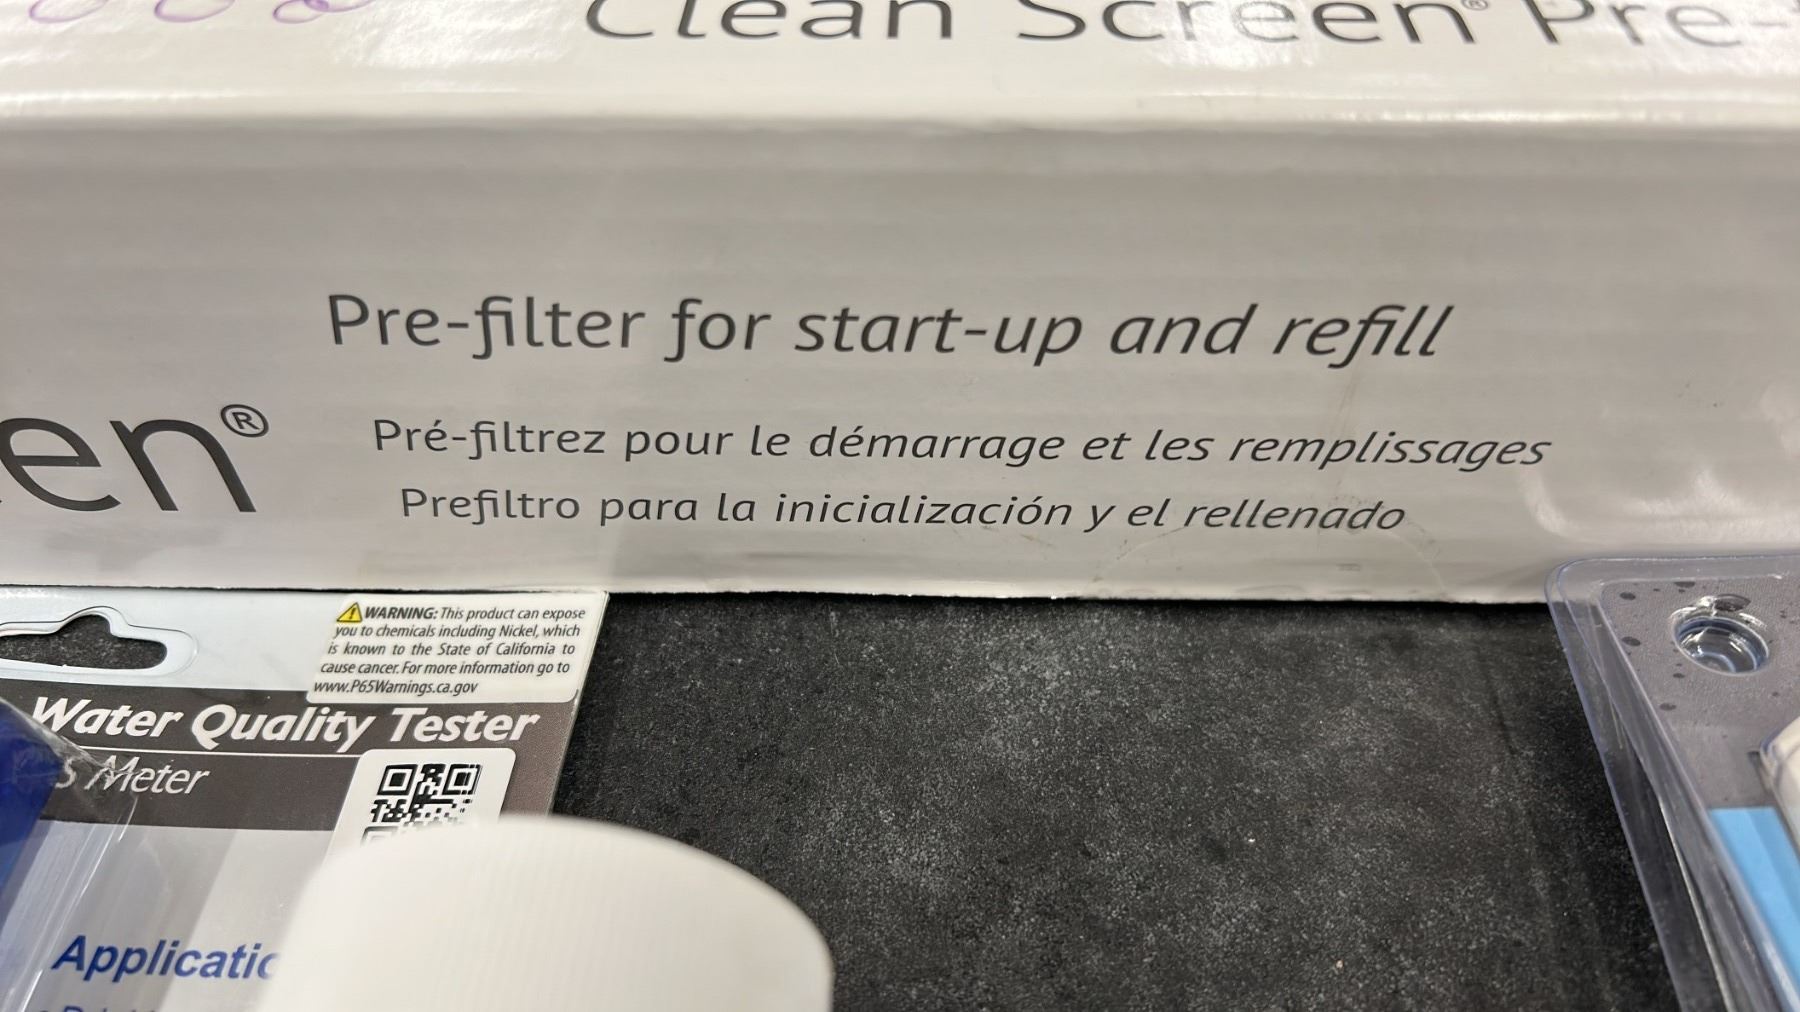 Clean Screen® Pre-
Pre-filter for start-up and refill
en®
Pré-filtrez pour le démarrage et les remplissages
Prefiltro para la inicialización y el rellenado
WARNING: This product can expose
you to chemicals including Nickel, which
is known to the State of California to
cause cancer. For more information go to
www.P65Warnings.ca.gov
Water Quality Tester
S Meter
Applicatio